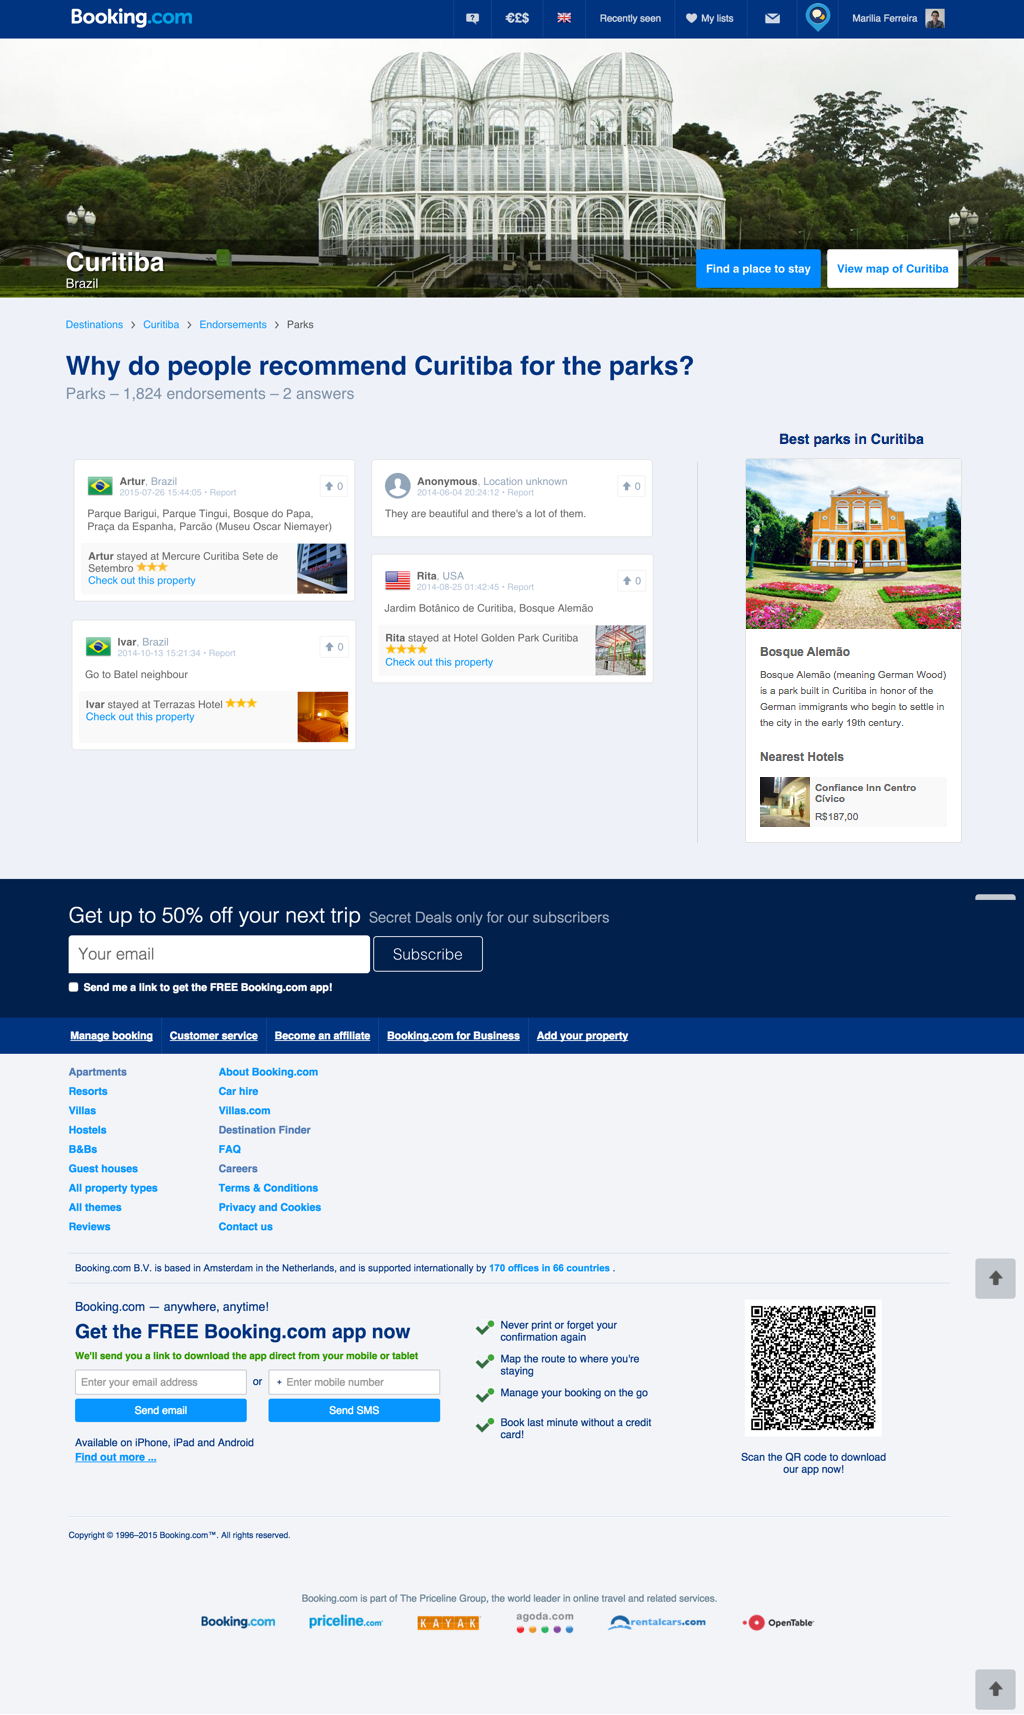 Booking.com
€£$
Recently seen
My lists
Marilia Ferreira
Curitiba
Brazil
Find a place to stay
View map of Curitiba
Destinations > Curitiba > Endorsements > Parks
Why do people recommend Curitiba for the parks?
Parks – 1,824 endorsements – 2 answers
Artur, Brazil
2015-07-26 15:44:05 • Report
0
Parque Barigui, Parque Tingui, Bosque do Papa,
Praça da Espanha, Parcão (Museu Oscar Niemayer)
Artur stayed at Mercure Curitiba Sete de
Setembro
Check out this property
Ivar, Brazil
2014-10-13 15:21:34 • Report
0
Go to Batel neighbour
Ivar stayed at Terrazas Hotel
Check out this property
Anonymous, Location unknown
2014-06-04 20:24:12 • Report
0
They are beautiful and there's a lot of them.
Rita, USA
2014-08-25 01:42:45 • Report
0
Jardim Botânico de Curitiba, Bosque Alemão
Rita stayed at Hotel Golden Park Curitiba
Check out this property
Best parks in Curitiba
Bosque Alemão
Bosque Alemão (meaning German Wood)
is a park built in Curitiba in honor of the
German immigrants who begin to settle in
the city in the early 19th century.
Nearest Hotels
Confiance Inn Centro
Cívico
R$187,00
Get up to 50% off your next trip Secret Deals only for our subscribers
Your email
Subscribe
Send me a link to get the FREE Booking.com app!
Manage booking
Customer service
Become an affiliate
Booking.com for Business
Add your property
Apartments
Resorts
Villas
Hostels
B&Bs
Guest houses
All property types
All themes
Reviews
About Booking.com
Car hire
Villas.com
Destination Finder
FAQ
Careers
Terms & Conditions
Privacy and Cookies
Contact us
Booking.com B.V. is based in Amsterdam in the Netherlands, and is supported internationally by 170 offices in 66 countries .
Booking.com — anywhere, anytime!
Get the FREE Booking.com app now
We'll send you a link to download the app direct from your mobile or tablet
Enter your email address
or
+ Enter mobile number
Send email
Send SMS
Available on iPhone, iPad and Android
Find out more ...
Never print or forget your
confirmation again
Map the route to where you're
staying
Manage your booking on the go
Book last minute without a credit
card!
Scan the QR code to download
our app now!
Copyright © 1996–2015 Booking.com™. All rights reserved.
Booking.com is part of The Priceline Group, the world leader in online travel and related services.
Booking.com
priceline.com
KAYAK
agoda.com
rentalcars.com
OpenTable